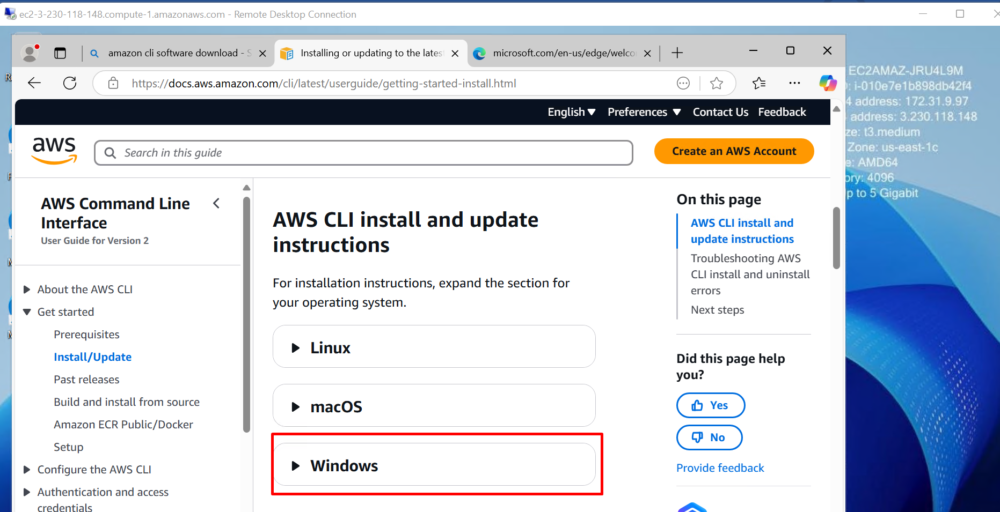 ec2-3-230-118-148.compute-1.amazonaws.com - Remote Desktop Connection
amazon cli software download - S
Installing or updating to the latest
microsoft.com/en-us/edge/welco
https://docs.aws.amazon.com/cli/latest/userguide/getting-started-install.html
EC2AMAZ-JRU4L9M
: i-010e7e1b898db42f4
4 address: 172.31.9.97
address: 3.230.118.148
ze: t3.medium
Zone: us-east-1c
e: AMD64
ory: 4096
p to 5 Gigabit
English
Preferences
Contact Us
Feedback
aws
Search in this guide
Create an AWS Account
AWS Command Line
Interface
User Guide for Version 2
About the AWS CLI
Get started
Prerequisites
Install/Update
Past releases
Build and install from source
Amazon ECR Public/Docker
Setup
Configure the AWS CLI
Authentication and access
credentials
AWS CLI install and update
instructions
For installation instructions, expand the section for
your operating system.
Linux
macOS
Windows
On this page
AWS CLI install and
update instructions
Troubleshooting AWS
CLI install and uninstall
errors
Next steps
Did this page help
you?
Yes
No
Provide feedback